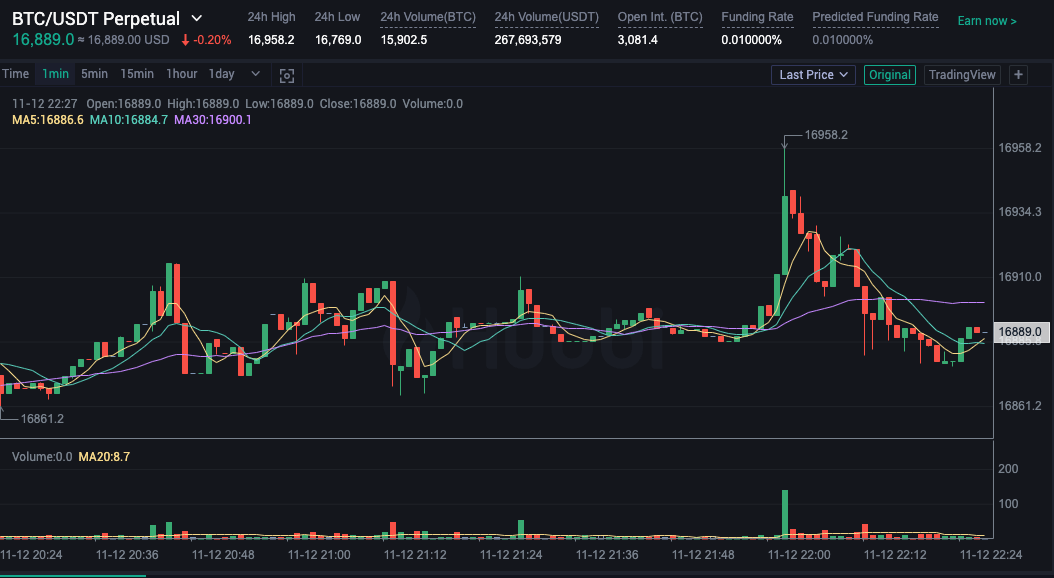 BTC/USDT Perpetual
16,889.0 ≈ 16,889.00 USD -0.20%
24h High 24h Low 24h Volume(BTC) 24h Volume(USDT) Open Int. (BTC) Funding Rate Predicted Funding Rate Earn now >
16,958.2 16,769.0 15,902.5 267,693,579 3,081.4 0.010000% 0.010000%
Time 1min 5min 15min 1hour 1day Last Price Original TradingView +
11-12 22:27 Open:16889.0 High:16889.0 Low:16889.0 Close:16889.0 Volume:0.0
MA5:16886.6 MA10:16884.7 MA30:16900.1
16958.2
16958.2
16934.3
16910.0
16889.0
16861.2
16861.2
Huobi
Volume:0.0 MA20:8.7
200
100
11-12 20:24 11-12 20:36 11-12 20:48 11-12 21:00 11-12 21:12 11-12 21:24 11-12 21:36 11-12 21:48 11-12 22:00 11-12 22:12 11-12 22:24